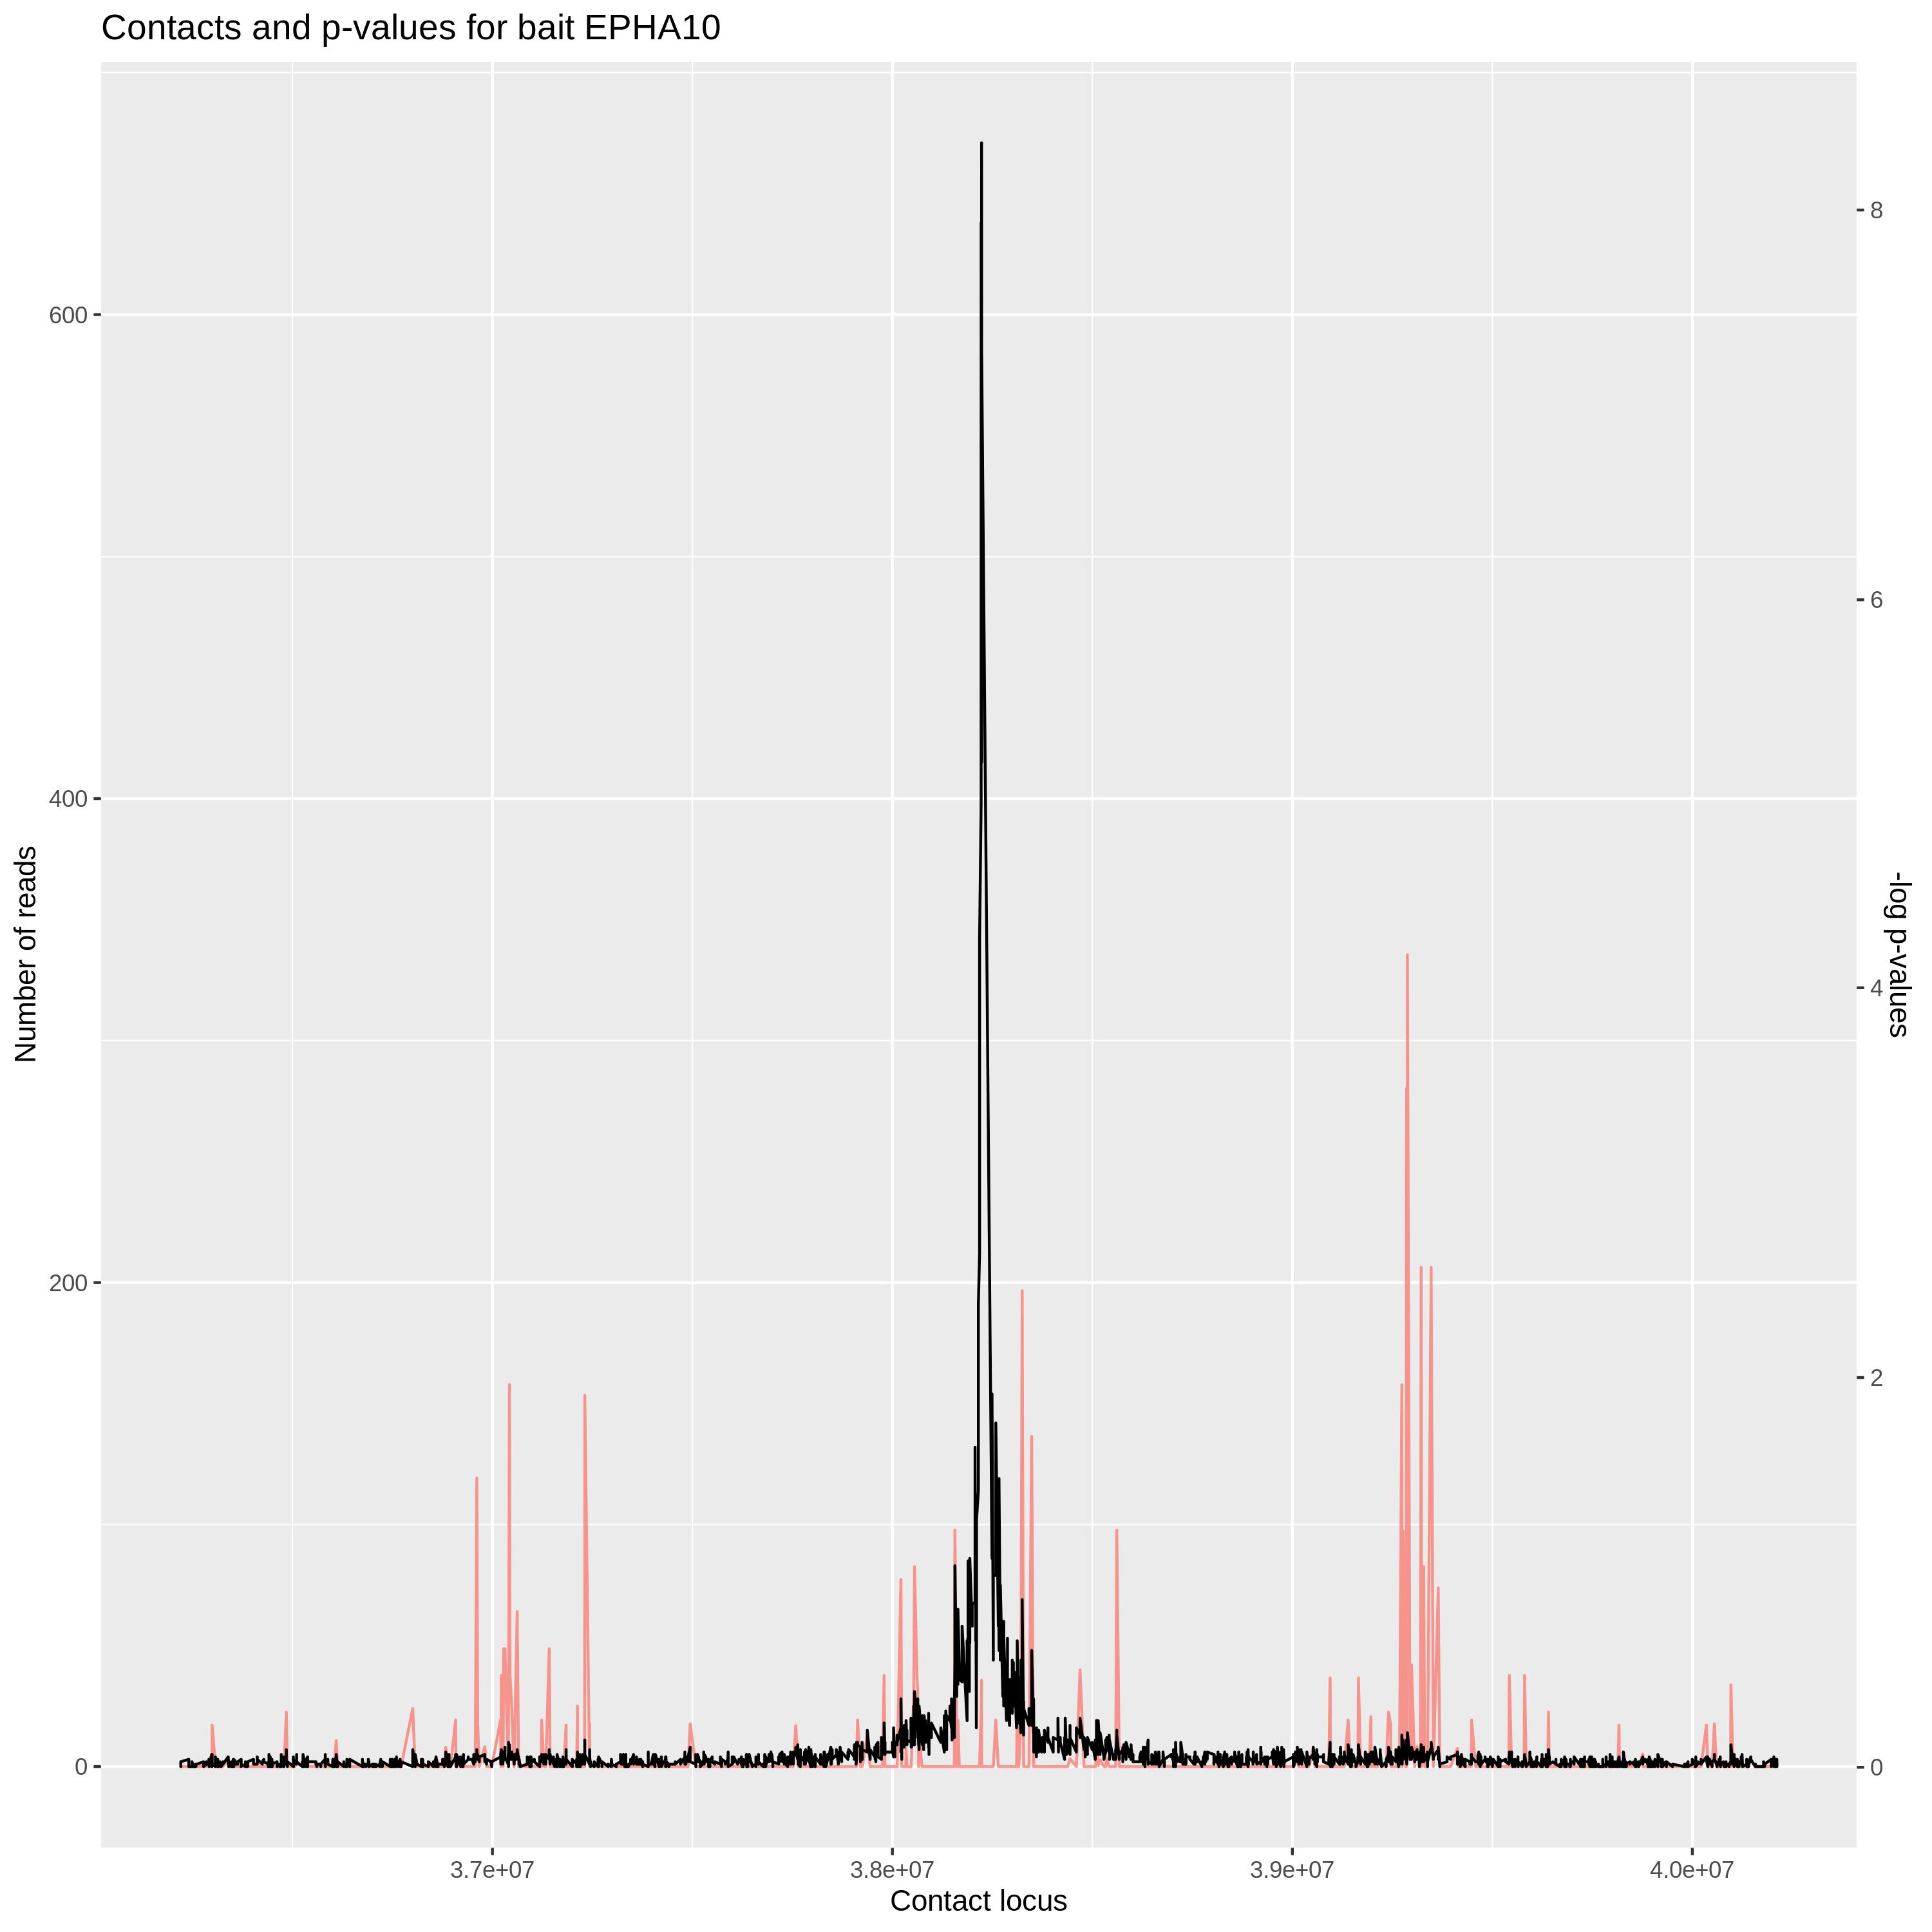 Contacts and p-values for bait EPHA10
Number of reads
600
400
200
0
8
6
4
2
0
-log p-values
3.7e+07 3.8e+07 3.9e+07 4.0e+07
Contact locus